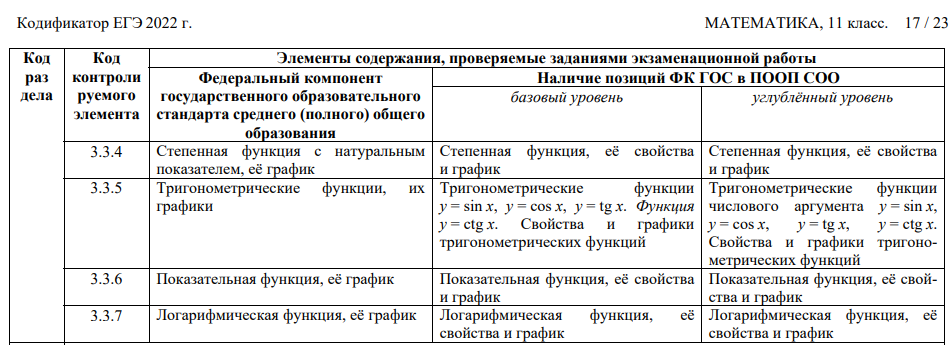 Кодификатор ЕГЭ 2022 г.
МАТЕМАТИКА, 11 класс. 17 / 23
Код
раз
дела
Код
контроли
руемого
элемента
Элементы содержания, проверяемые заданиями экзаменационной работы
Федеральный компонент
государственного образовательного
стандарта среднего (полного) общего
образования
Наличие позиций ФК ГОС в ПООП СОО
базовый уровень
углублённый уровень
3.3.4
Степенная функция с натуральным
показателем, её график
Степенная функция, её свойства
и график
Степенная функция, её свойства
и график
3.3.5
Тригонометрические функции, их
графики
Тригонометрические функции
y = sin x, y = cos x, y = tg x. Функция
y = ctg x. Свойства и графики
тригонометрических функций
Тригонометрические функции
числового аргумента y = sin x,
y = cos x, y = tg x, y = ctg x.
Свойства и графики тригоно-
метрических функций
3.3.6
Показательная функция, её график
Показательная функция, её свойства
и график
Показательная функция, её свой-
ства и график
3.3.7
Логарифмическая функция, её график
Логарифмическая функция, её
свойства и график
Логарифмическая функция, её
свойства и график